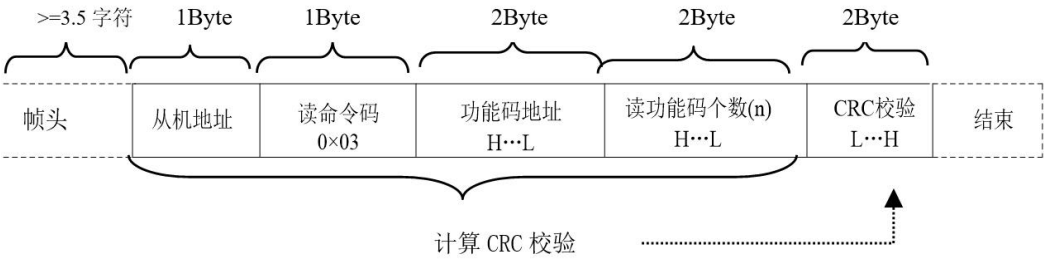 >=3.5 字符 1Byte 1Byte 2Byte 2Byte 2Byte
帧头 从机地址 读命令码 功能码地址 读功能码个数(n) CRC校验 结束
0×03 H…L H…L L…H
计算 CRC 校验